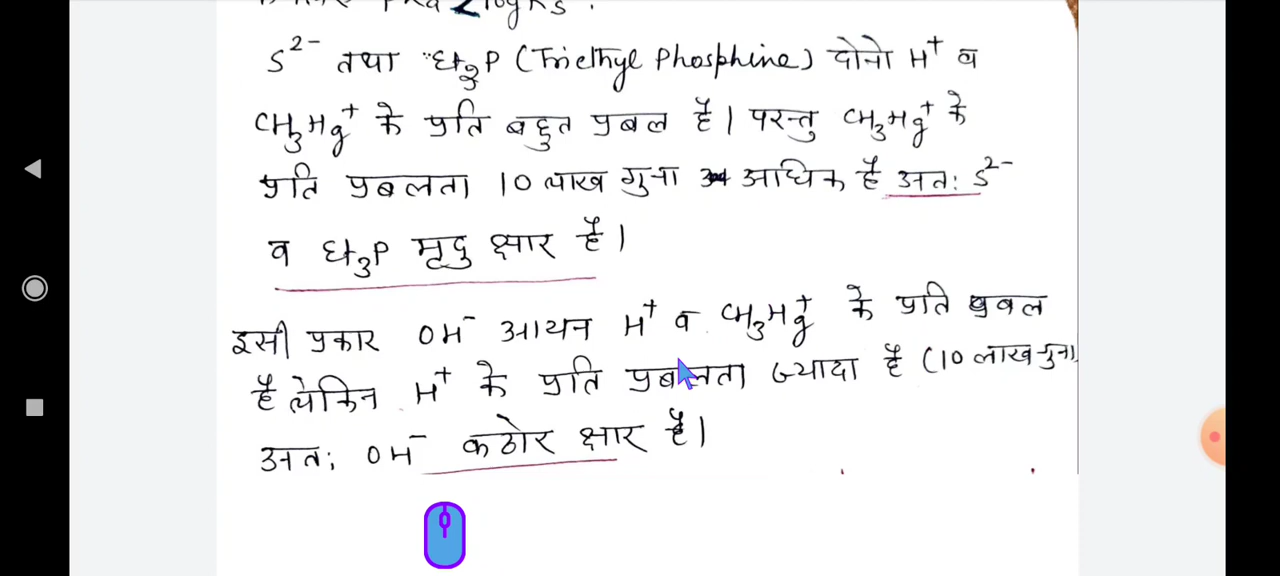 S²⁻ तथा Et₃P (Triethyl Phosphine) दोनो H⁺ व
CH₃Hg⁺ के प्रति बहुत प्रबल है। परन्तु CH₃Hg⁺ के
प्रति प्रबलता 10 लाख गुना अधिक है अतः S²⁻
व Et₃P मृदु क्षार है।
इसी प्रकार OH⁻ आयन H⁺ व CH₃Hg⁺ के प्रति प्रबल
है लेकिन H⁺ के प्रति प्रबलता ज्यादा है (10 लाख गुना)
अतः OH⁻ कठोर क्षार है।